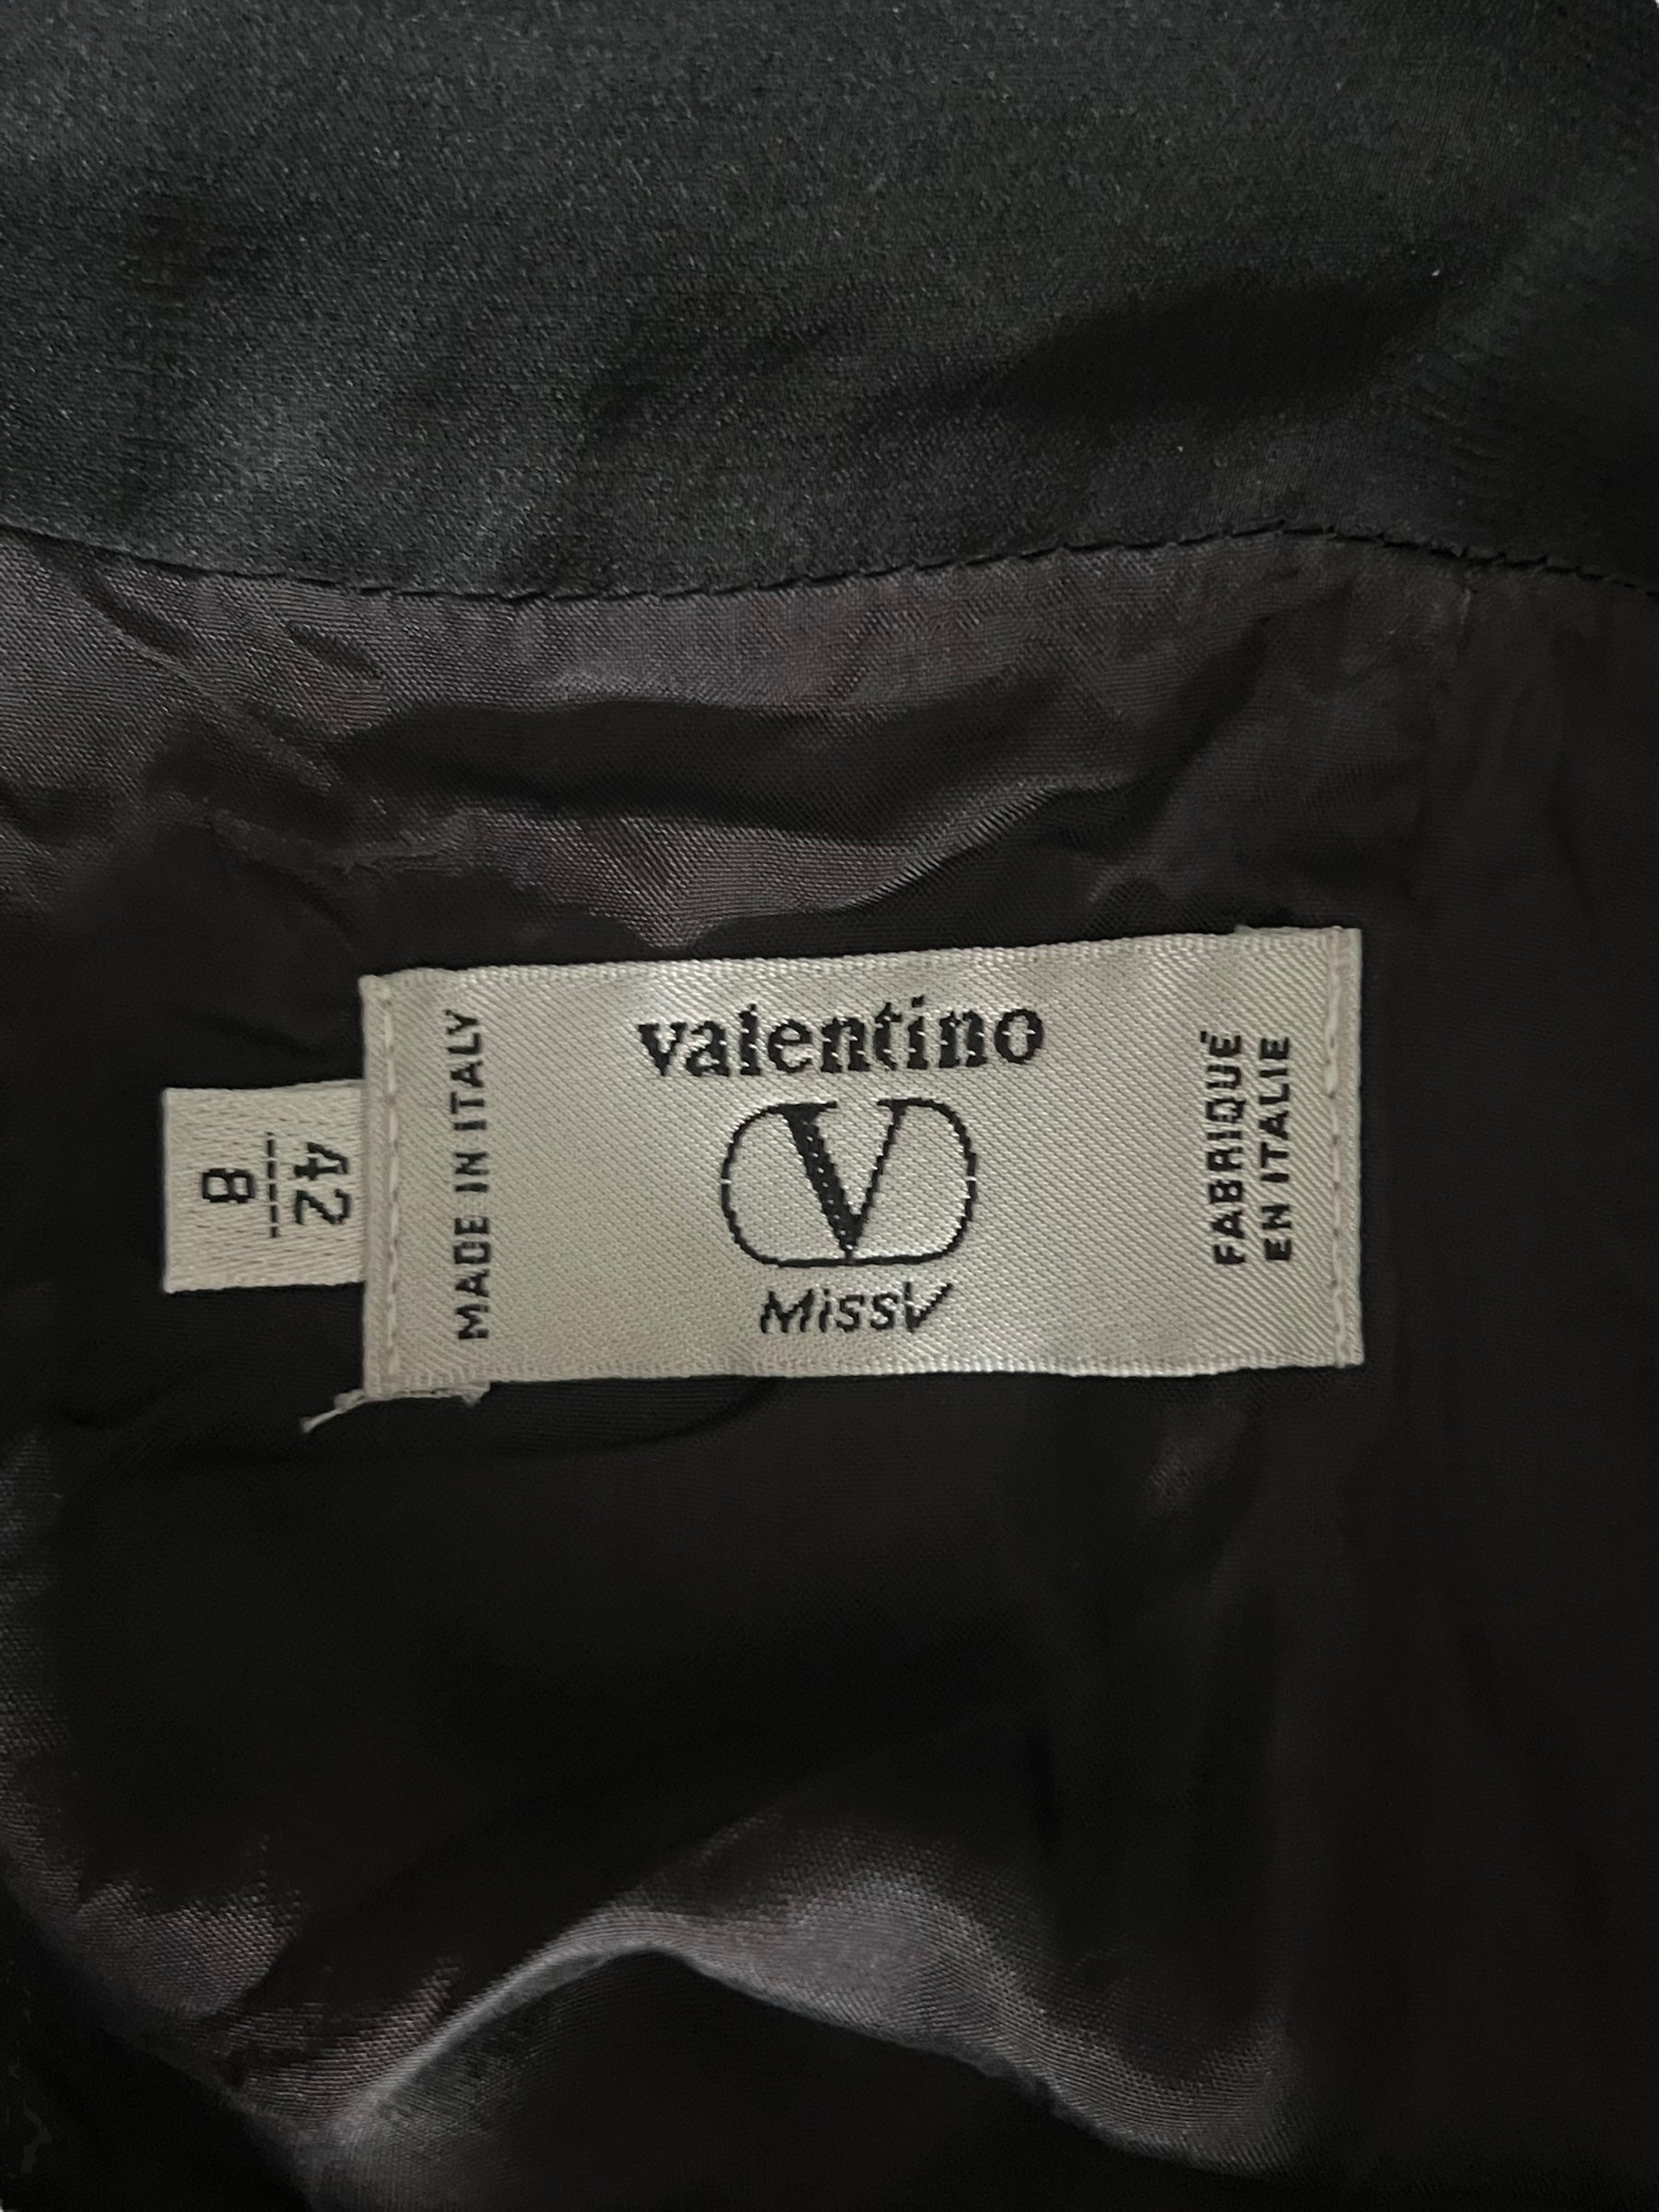 valentino
V
MissV
MADE IN ITALY
FABRIQUÉ
EN ITALIE
42
8